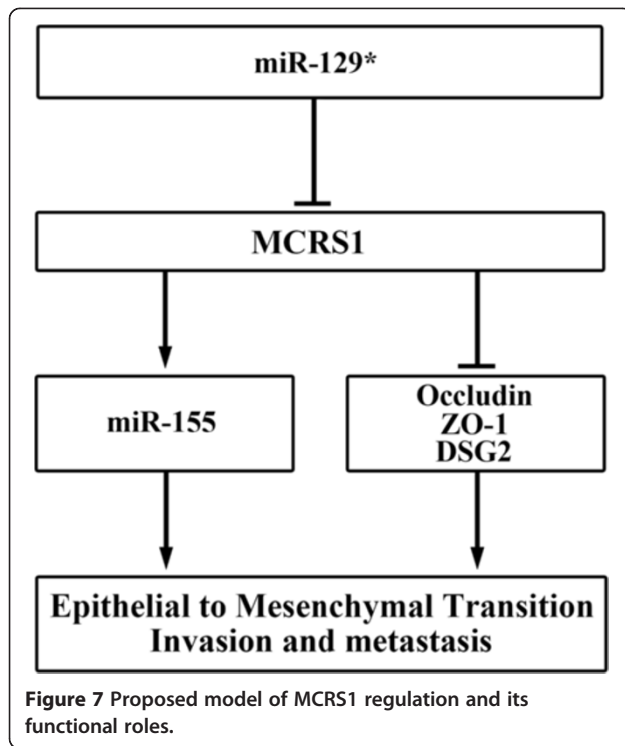 miR-129*
MCRS1
miR-155
Occludin
ZO-1
DSG2
Epithelial to Mesenchymal Transition
Invasion and metastasis
Figure 7 Proposed model of MCRS1 regulation and its
functional roles.